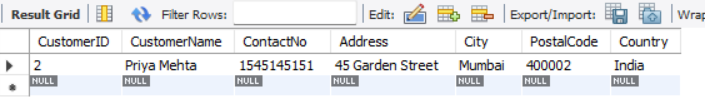 Result Grid Filter Rows: Edit: Export/Import: Wrap
CustomerID CustomerName ContactNo Address City PostalCode Country
2 Priya Mehta 1545145151 45 Garden Street Mumbai 400002 India
NULL NULL NULL NULL NULL NULL NULL